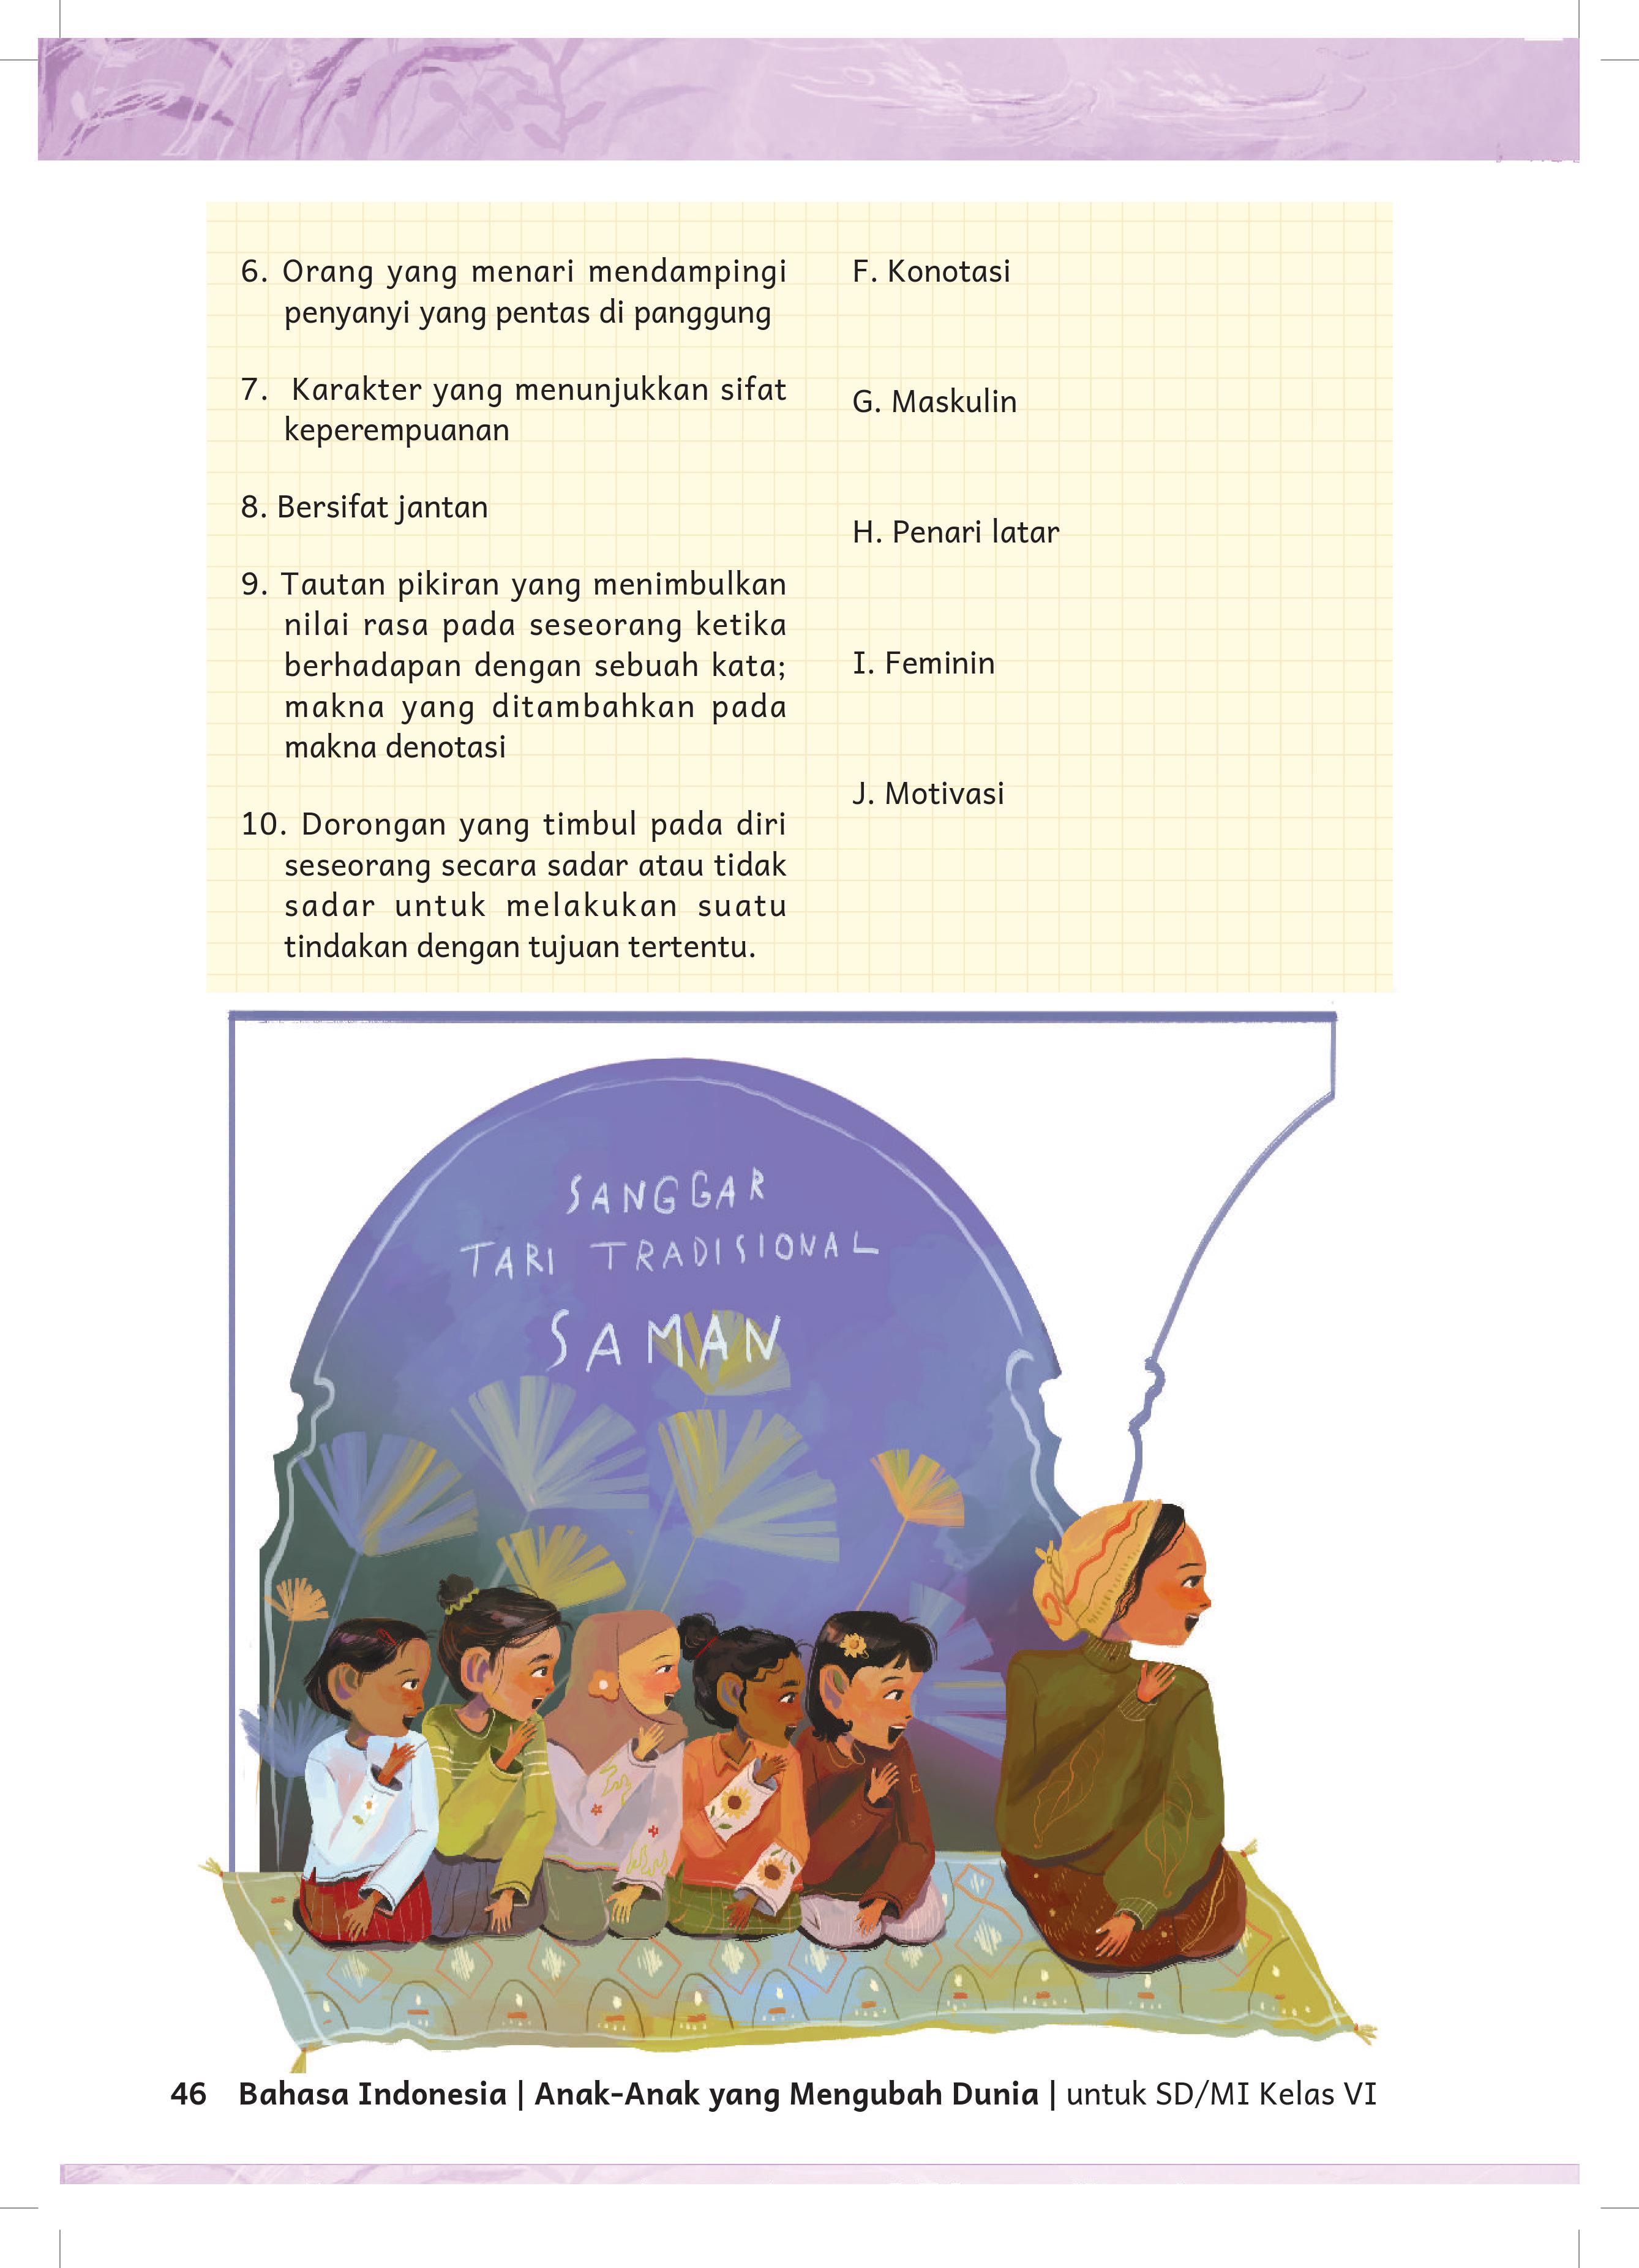 6. Orang yang menari mendampingi
penyanyi yang pentas di panggung
7. Karakter yang menunjukkan sifat
keperempuanan
8. Bersifat jantan
9. Tautan pikiran yang menimbulkan
nilai rasa pada seseorang ketika
berhadapan dengan sebuah kata;
makna yang ditambahkan pada
makna denotasi
10. Dorongan yang timbul pada diri
seseorang secara sadar atau tidak
sadar untuk melakukan suatu
tindakan dengan tujuan tertentu.
F. Konotasi
G. Maskulin
H. Penari latar
I. Feminin
J. Motivasi
SANGGAR
TARI TRADISIONAL
SAMAN
46 Bahasa Indonesia | Anak-Anak yang Mengubah Dunia | untuk SD/MI Kelas VI